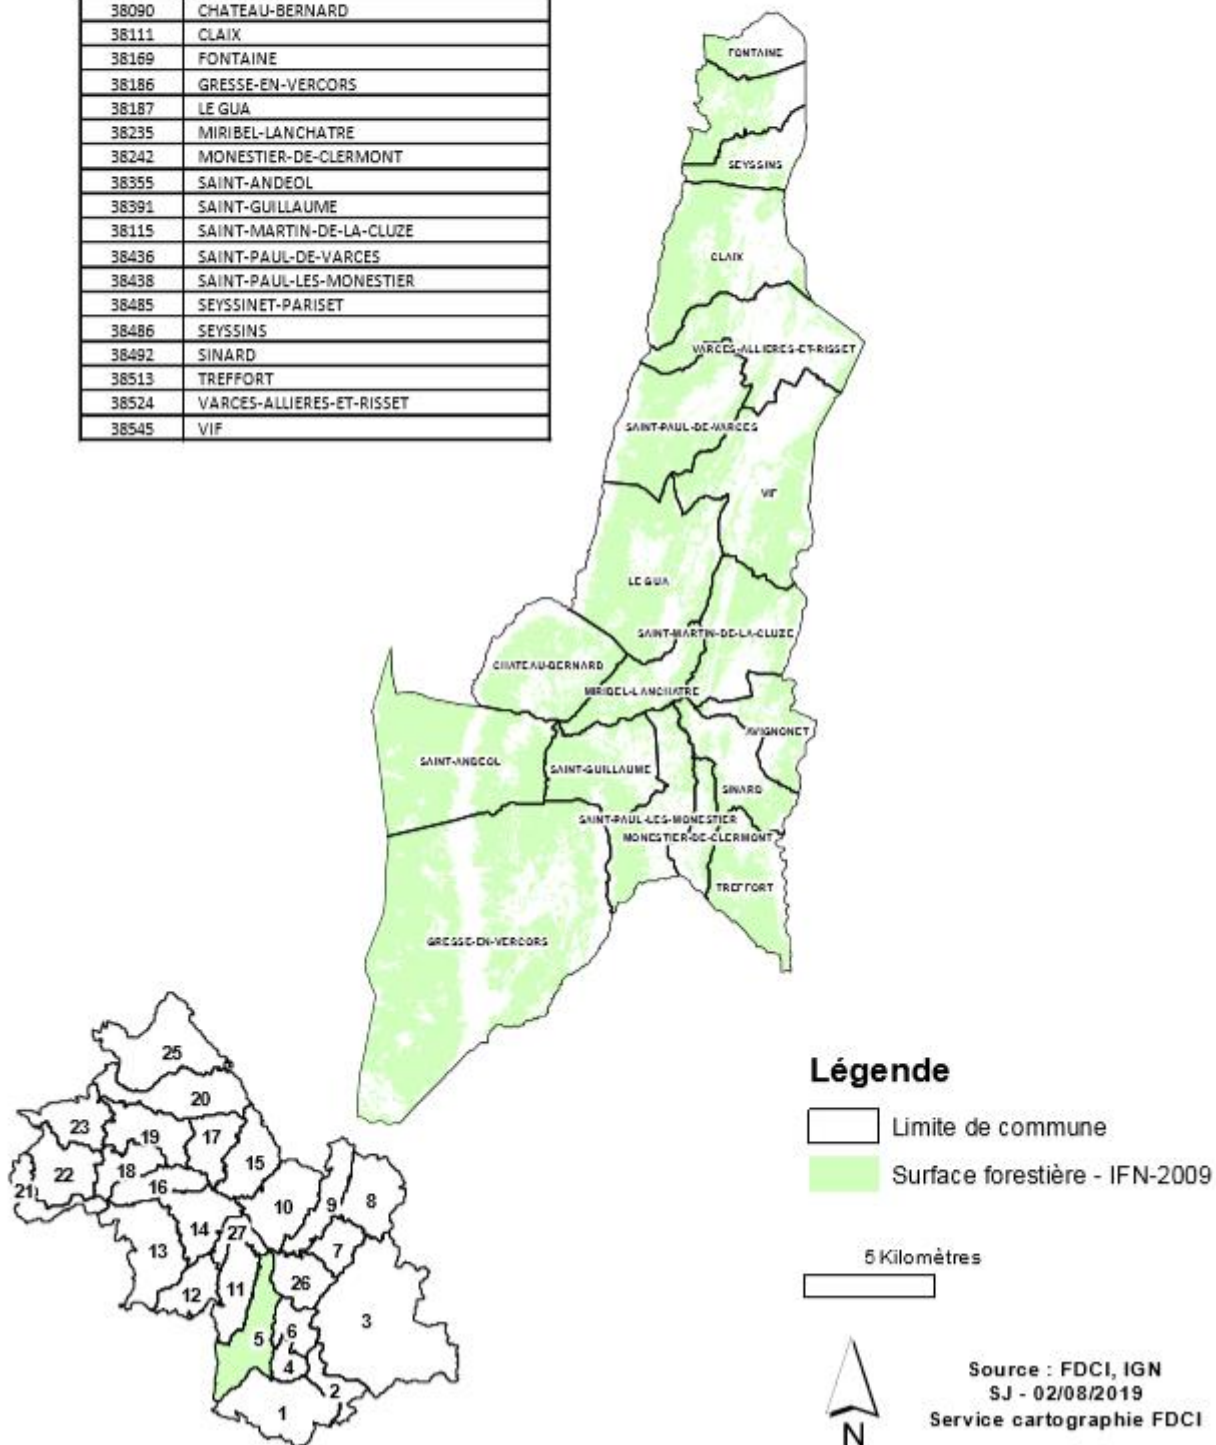 38090 CHATEAU-BERNARD
38111 CLAIX
38169 FONTAINE
38186 GRESSE-EN-VERCORS
38187 LE GUA
38235 MIRIBEL-LANCHATRE
38242 MONESTIER-DE-CLERMONT
38355 SAINT-ANDEOL
38391 SAINT-GUILLAUME
38115 SAINT-MARTIN-DE-LA-CLUZE
38436 SAINT-PAUL-DE-VARCES
38438 SAINT-PAUL-LES-MONESTIER
38485 SEYSSINET-PARISET
38486 SEYSSINS
38492 SINARD
38513 TREFFORT
38524 VARCES-ALLIERES-ET-RISSET
38545 VIF
FONTAINE
SEYSSINS
CLAIX
VARCES-ALLIERES-ET-RISSET
SAINT-PAUL-DE-VARCES
VIF
LE GUA
SAINT-MARTIN-DE-LA-CLUZE
CHATEAU-BERNARD
MIRIBEL-LANCHATRE
AVIGNONET
SAINT-ANDEOL
SAINT-GUILLAUME
SINARD
SAINT-PAUL-LES-MONESTIER
MONESTIER-DE-CLERMONT
TREFFORT
GRESSE-EN-VERCORS
25
20
23
19
17
15
22
18
16
21
10
9
8
14
27
13
7
12
11
26
5
6
3
4
2
1
Légende
Limite de commune
Surface forestière - IFN-2009
5 Kilomètres
N
Source : FDCI, IGN
SJ - 02/08/2019
Service cartographie FDCI